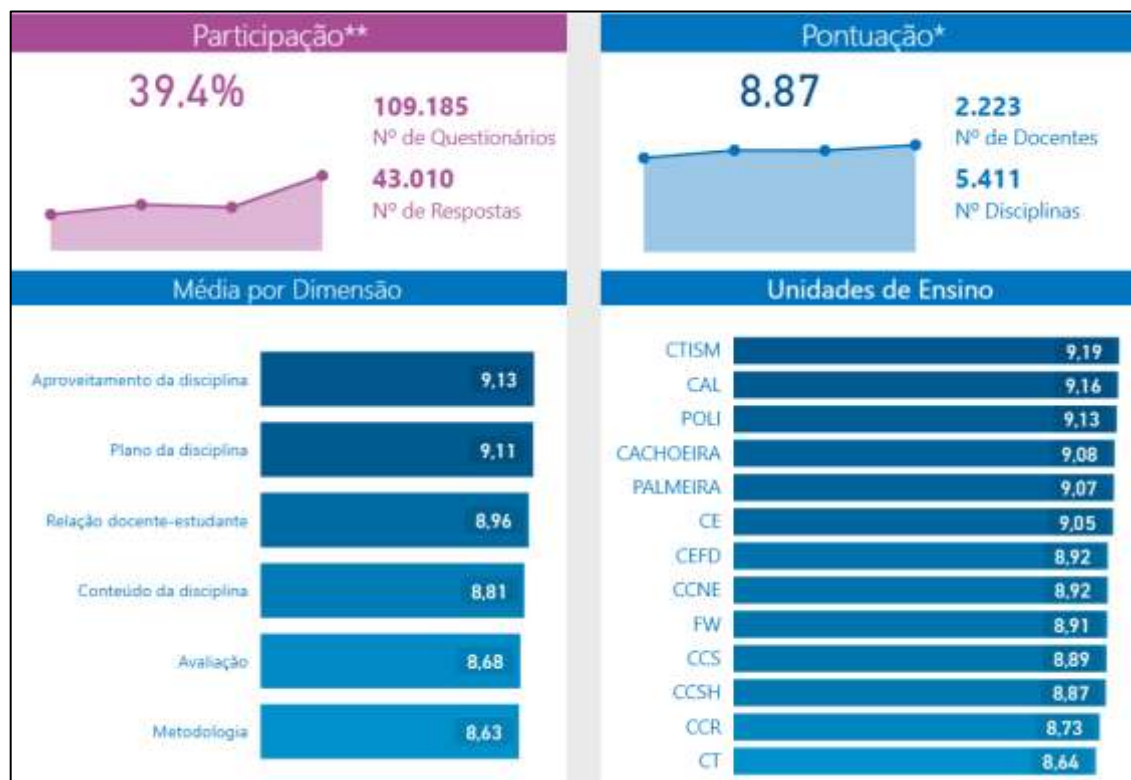 Participação**
39,4%
109.185
Nº de Questionários
43.010
Nº de Respostas
Pontuação*
8,87
2.223
Nº de Docentes
5.411
Nº Disciplinas
Média por Dimensão
Aproveitamento da disciplina 9,13
Plano da disciplina 9,11
Relação docente-estudante 8,96
Conteúdo da disciplina 8,81
Avaliação 8,68
Metodologia 8,63
Unidades de Ensino
CTISM 9,19
CAL 9,16
POLI 9,13
CACHOEIRA 9,08
PALMEIRA 9,07
CE 9,05
CEFD 8,92
CCNE 8,92
FW 8,91
CCS 8,89
CCSH 8,87
CCR 8,73
CT 8,64